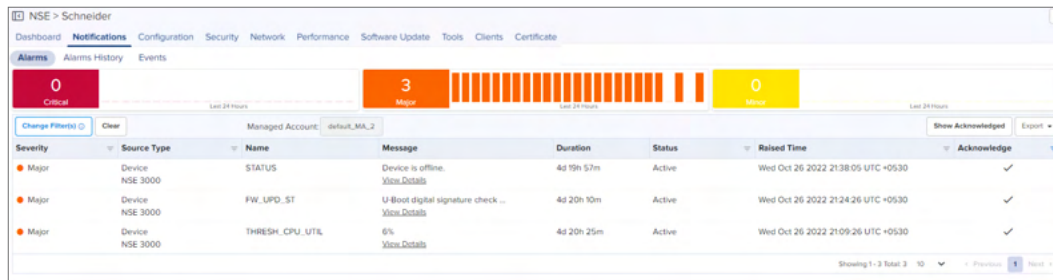 NSE > Schneider
Dashboard Notifications Configuration Security Network Performance Software Update Tools Clients Certificate
Alarms Alarms History Events
0 3 0
Critical Last 24 Hours Major Last 24 Hours Minor Last 24 Hours
Change Filter(s) Clear Managed Account: default_MA_2 Show Acknowledged Export
Severity Source Type Name Message Duration Status Raised Time Acknowledge
Major Device STATUS Device is offline. 4d 19h 57m Active Wed Oct 26 2022 21:38:05 UTC +0530
NSE 3000 View Details
Major Device FW_UPD_ST U-Boot digital signature check ... 4d 20h 10m Active Wed Oct 26 2022 21:24:26 UTC +0530
NSE 3000 View Details
Major Device THRESH_CPU_UTIL 6% 4d 20h 25m Active Wed Oct 26 2022 21:09:26 UTC +0530
NSE 3000 View Details
Showing 1 - 3 Total: 3 10 < Previous 1 Next >